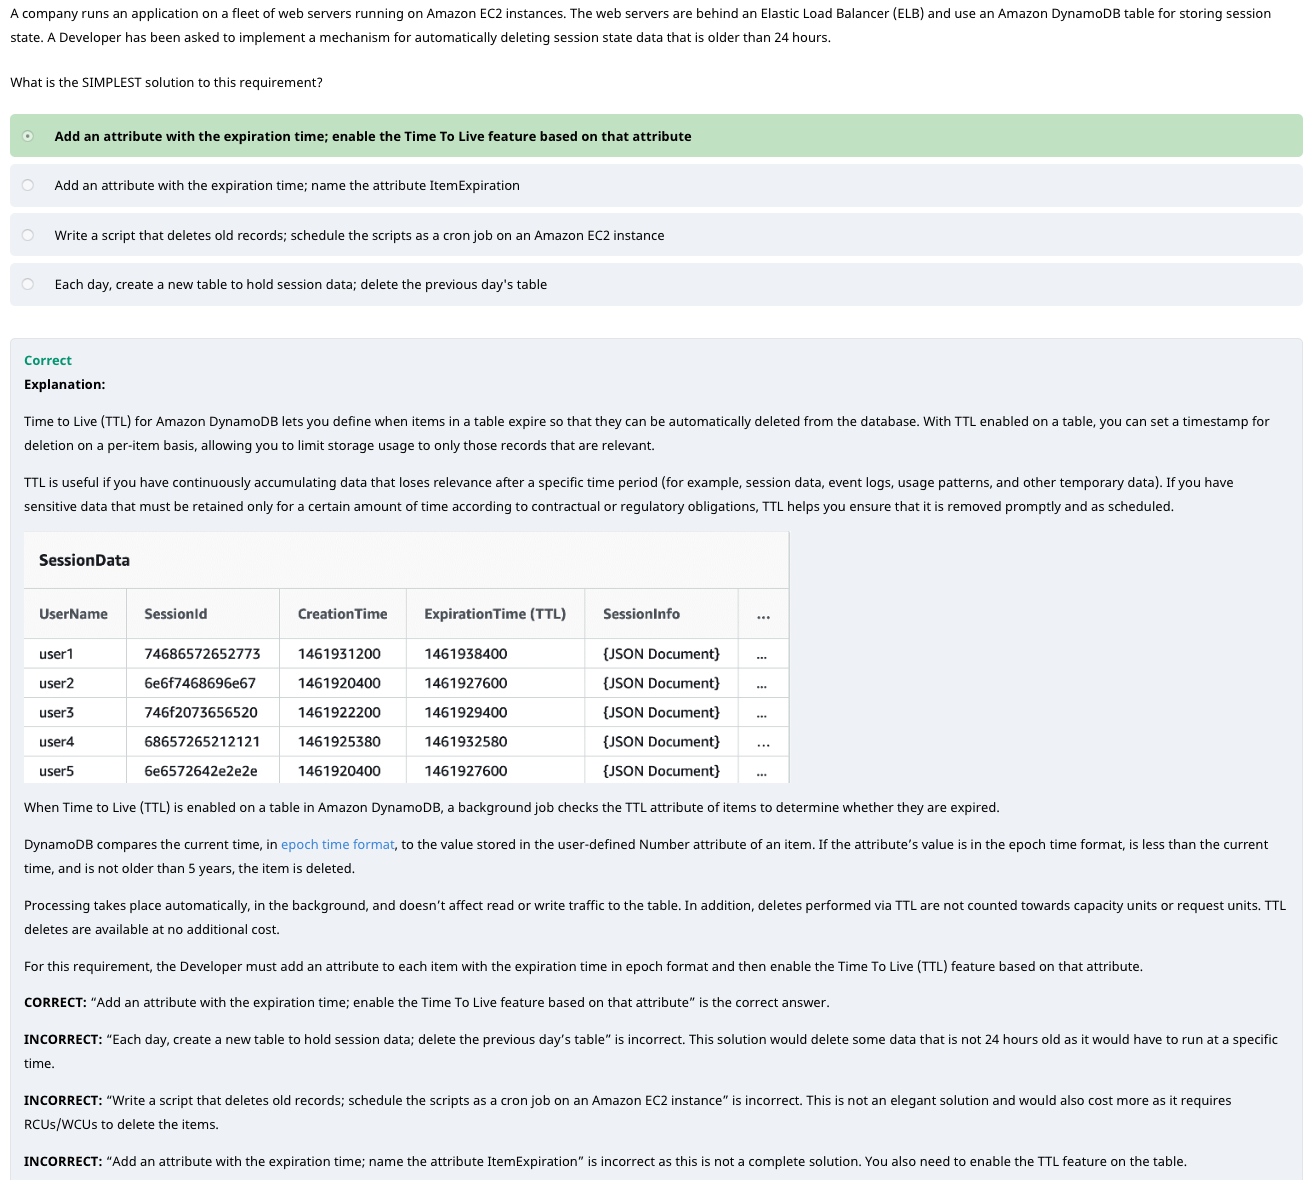 A company runs an application on a fleet of web servers running on Amazon EC2 instances. The web servers are behind an Elastic Load Balancer (ELB) and use an Amazon DynamoDB table for storing session
state. A Developer has been asked to implement a mechanism for automatically deleting session state data that is older than 24 hours.
What is the SIMPLEST solution to this requirement?
Add an attribute with the expiration time; enable the Time To Live feature based on that attribute
Add an attribute with the expiration time; name the attribute ItemExpiration
Write a script that deletes old records; schedule the scripts as a cron job on an Amazon EC2 instance
Each day, create a new table to hold session data; delete the previous day's table
Correct
Explanation:
Time to Live (TTL) for Amazon DynamoDB lets you define when items in a table expire so that they can be automatically deleted from the database. With TTL enabled on a table, you can set a timestamp for
deletion on a per-item basis, allowing you to limit storage usage to only those records that are relevant.
TTL is useful if you have continuously accumulating data that loses relevance after a specific time period (for example, session data, event logs, usage patterns, and other temporary data). If you have
sensitive data that must be retained only for a certain amount of time according to contractual or regulatory obligations, TTL helps you ensure that it is removed promptly and as scheduled.
SessionData
UserName SessionId CreationTime ExpirationTime (TTL) SessionInfo ...
user1 74686572652773 1461931200 1461938400 {JSON Document} ...
user2 6e6f7468696e67 1461920400 1461927600 {JSON Document} ...
user3 746f2073656520 1461922200 1461929400 {JSON Document} ...
user4 68657265212121 1461925380 1461932580 {JSON Document} ...
user5 6e6572642e2e2e 1461920400 1461927600 {JSON Document} ...
When Time to Live (TTL) is enabled on a table in Amazon DynamoDB, a background job checks the TTL attribute of items to determine whether they are expired.
DynamoDB compares the current time, in epoch time format, to the value stored in the user-defined Number attribute of an item. If the attribute’s value is in the epoch time format, is less than the current
time, and is not older than 5 years, the item is deleted.
Processing takes place automatically, in the background, and doesn’t affect read or write traffic to the table. In addition, deletes performed via TTL are not counted towards capacity units or request units. TTL
deletes are available at no additional cost.
For this requirement, the Developer must add an attribute to each item with the expiration time in epoch format and then enable the Time To Live (TTL) feature based on that attribute.
CORRECT: “Add an attribute with the expiration time; enable the Time To Live feature based on that attribute” is the correct answer.
INCORRECT: “Each day, create a new table to hold session data; delete the previous day’s table” is incorrect. This solution would delete some data that is not 24 hours old as it would have to run at a specific
time.
INCORRECT: “Write a script that deletes old records; schedule the scripts as a cron job on an Amazon EC2 instance” is incorrect. This is not an elegant solution and would also cost more as it requires
RCUs/WCUs to delete the items.
INCORRECT: “Add an attribute with the expiration time; name the attribute ItemExpiration” is incorrect as this is not a complete solution. You also need to enable the TTL feature on the table.